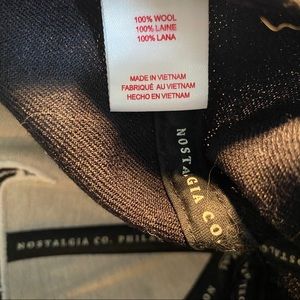 100% WOOL
100% LAINE
100% LANA
MADE IN VIETNAM
FABRIQUÉ AU VIETNAM
HECHO EN VIETNAM
NOSTALGIA CO.
NOSTALGIA CO.